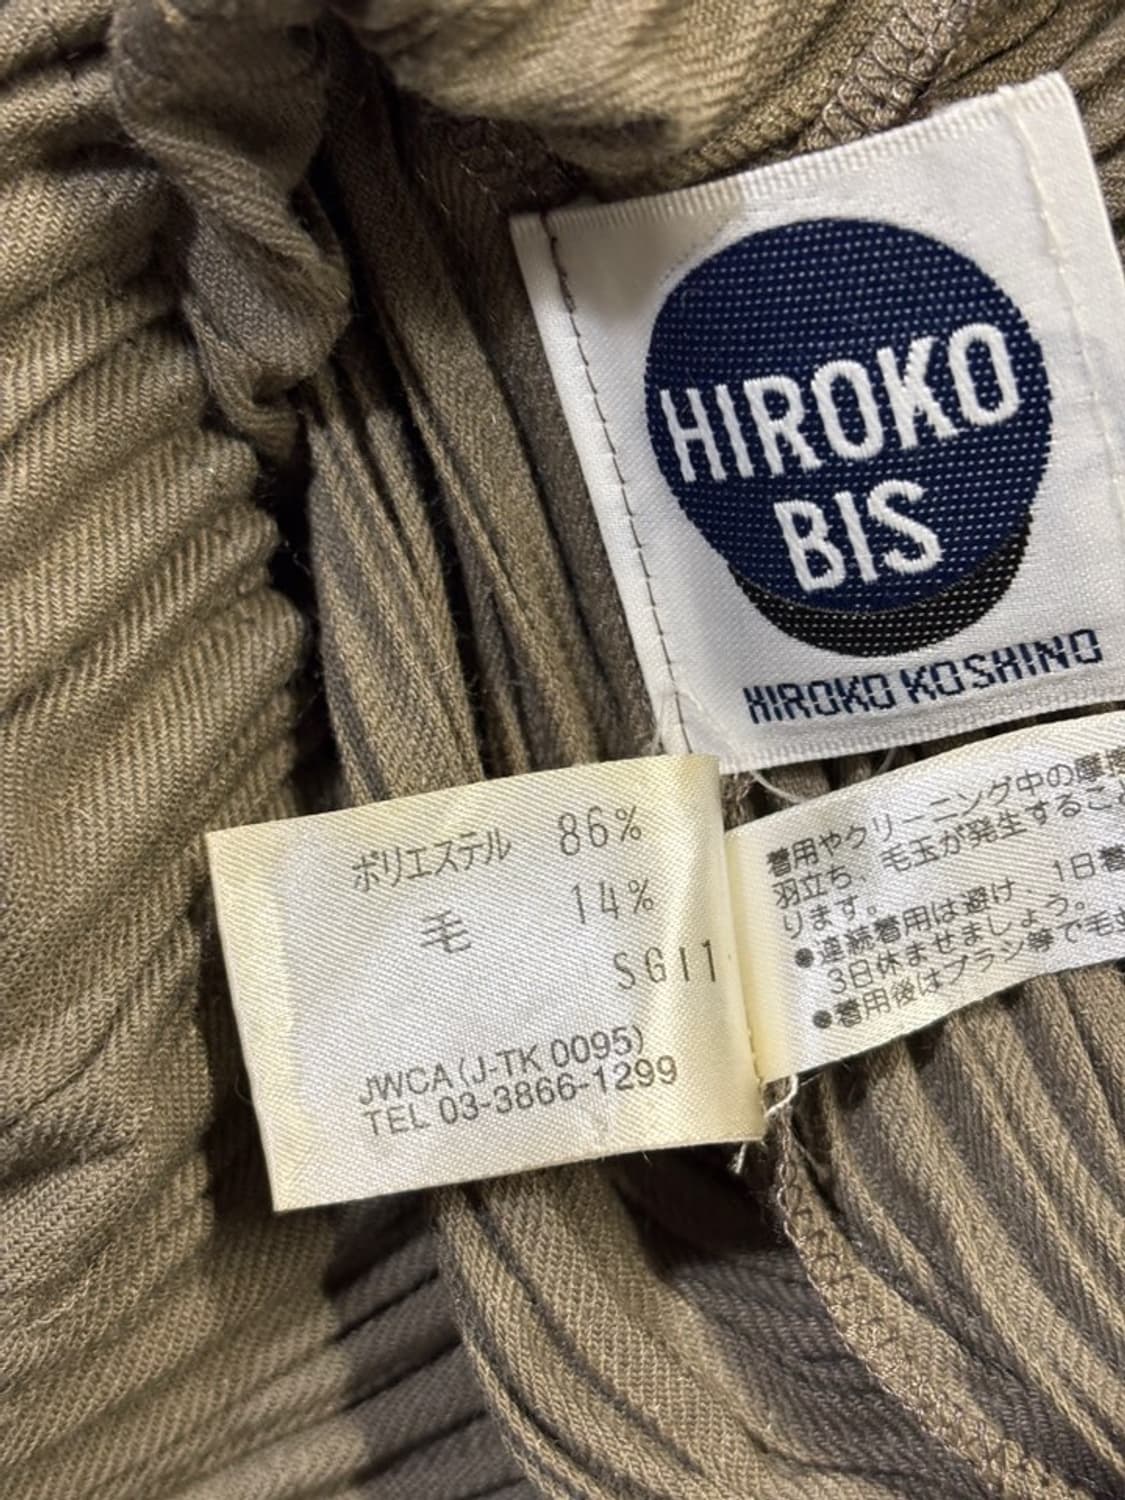 HIROKO
BIS
HIROKO KOSHINO
ポリエステル 86%
毛 14%
SG11
JWCA(J-TK 0095)
TEL 03-3866-1299
着用やクリーニング中の摩擦
羽立ち、毛玉が発生すること
ります。
●連続着用は避け、1日着
3日休ませましょう。
●着用後はブラシ等で毛